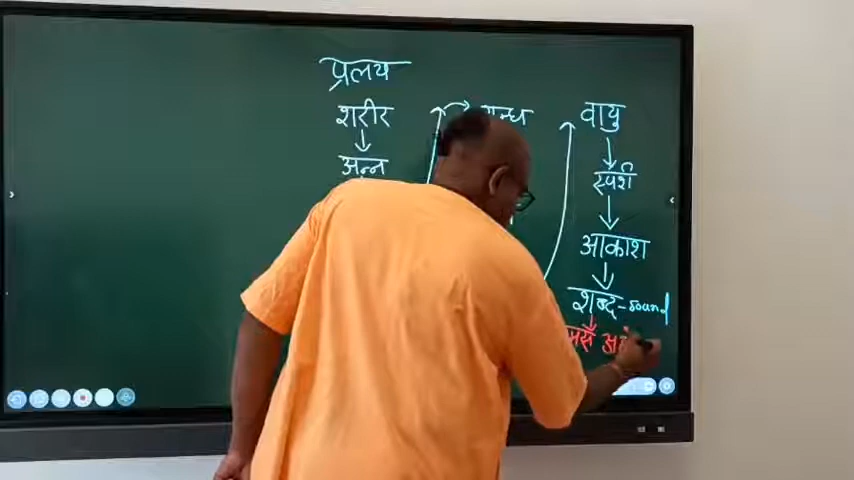 प्रलय
शरीर
अन्न
वायु
स्पर्श
आकाश
शब्द - sound